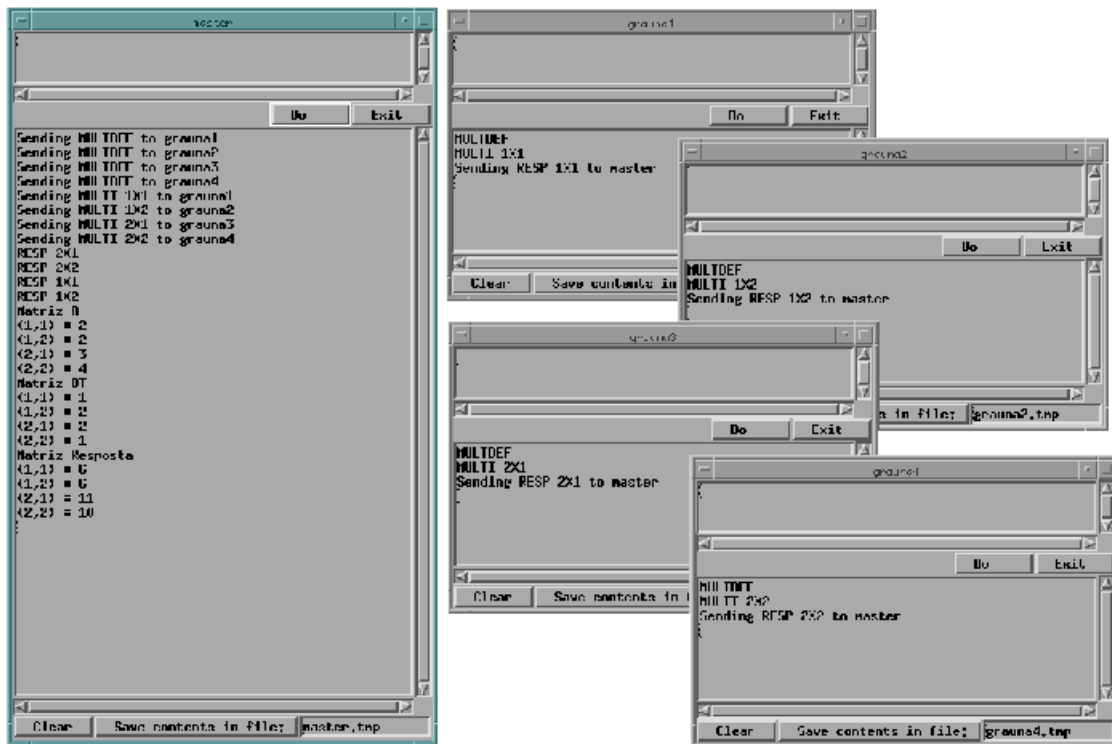 master
Do Exit
Sending MULTDEF to grauna1
Sending MULTDEF to grauna2
Sending MULTDEF to grauna3
Sending MULTDEF to grauna4
Sending MULTI 1X1 to grauna1
Sending MULTI 1X2 to grauna2
Sending MULTI 2X1 to grauna3
Sending MULTI 2X2 to grauna4
RESP 2X1
RESP 2X2
RESP 1X1
RESP 1X2
Matriz
(1,1) = 2
(1,2) = 2
(2,1) = 3
(2,2) = 4
Matriz
(1,1) = 1
(1,2) = 2
(2,1) = 2
(2,2) = 1
Matriz Resposta
(1,1) = 6
(1,2) = 6
(2,1) = 11
(2,2) = 10
Clear Save contents in file: master.tmp
grauna1
Do Exit
MULTDEF
MULTI 1X1
Sending RESP 1X1 to master
Clear Save contents in
grauna2
Do Exit
MULTDEF
MULTI 1X2
Sending RESP 1X2 to master
s in file: grauna2.tmp
grauna3
Do Exit
MULTDEF
MULTI 2X1
Sending RESP 2X1 to master
Clear Save contents in
grauna4
Do Exit
MULTDEF
MULTI 2X2
Sending RESP 2X2 to master
Clear Save contents in file: grauna4.tmp